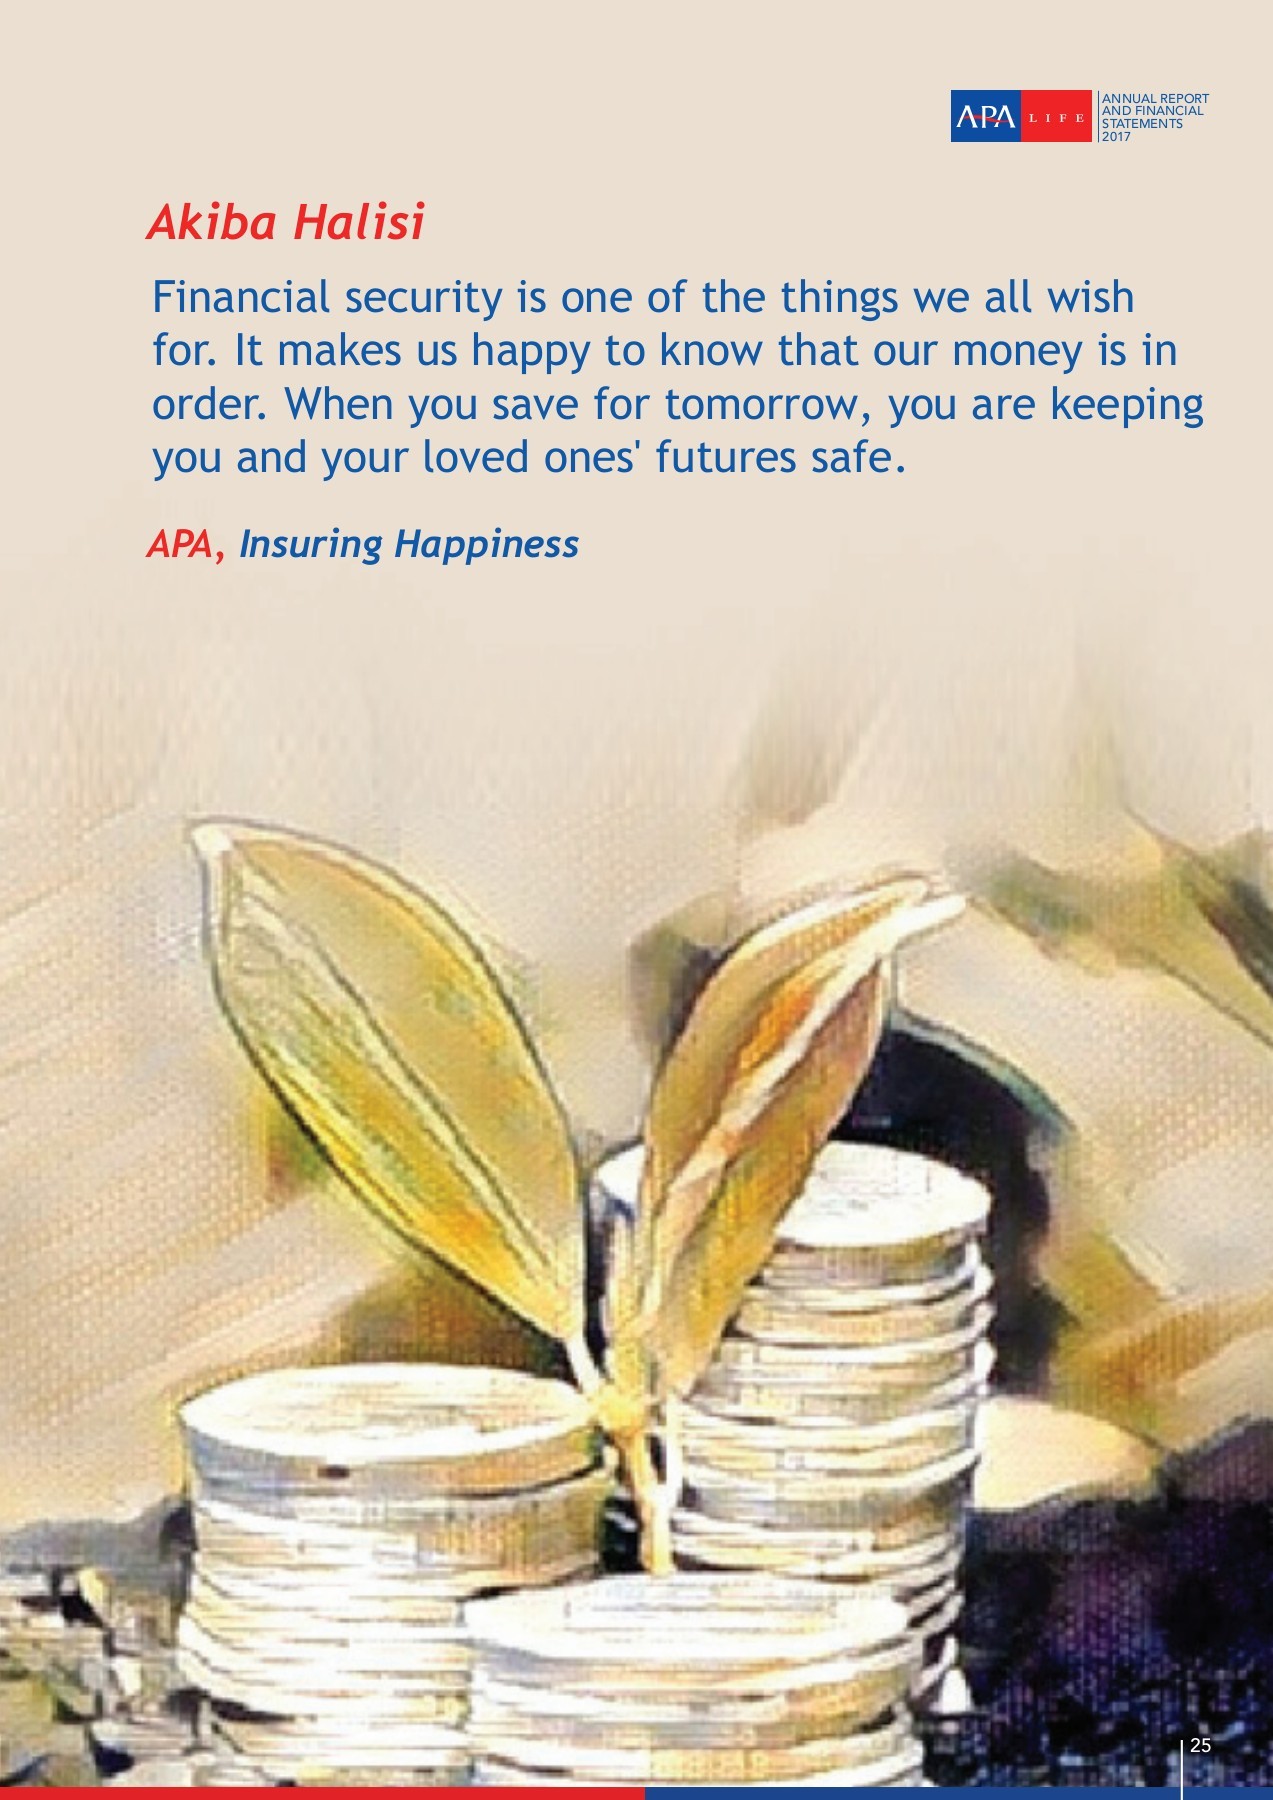 APA LIFE
ANNUAL REPORT
AND FINANCIAL
STATEMENTS
2017
Akiba Halisi
Financial security is one of the things we all wish
for. It makes us happy to know that our money is in
order. When you save for tomorrow, you are keeping
you and your loved ones' futures safe.
APA, Insuring Happiness
25